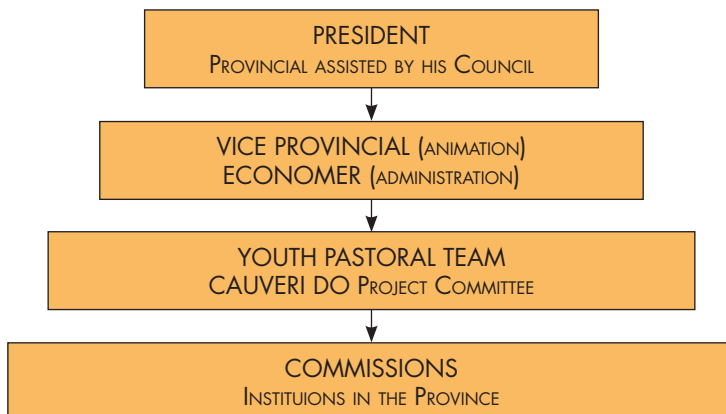 PRESIDENT
Provincial assisted by his Council
VICE PROVINCIAL (animation)
ECONOMER (administration)
YOUTH PASTORAL TEAM
CAUVERI DO Project Committee
COMMISSIONS
Instituions in the Province